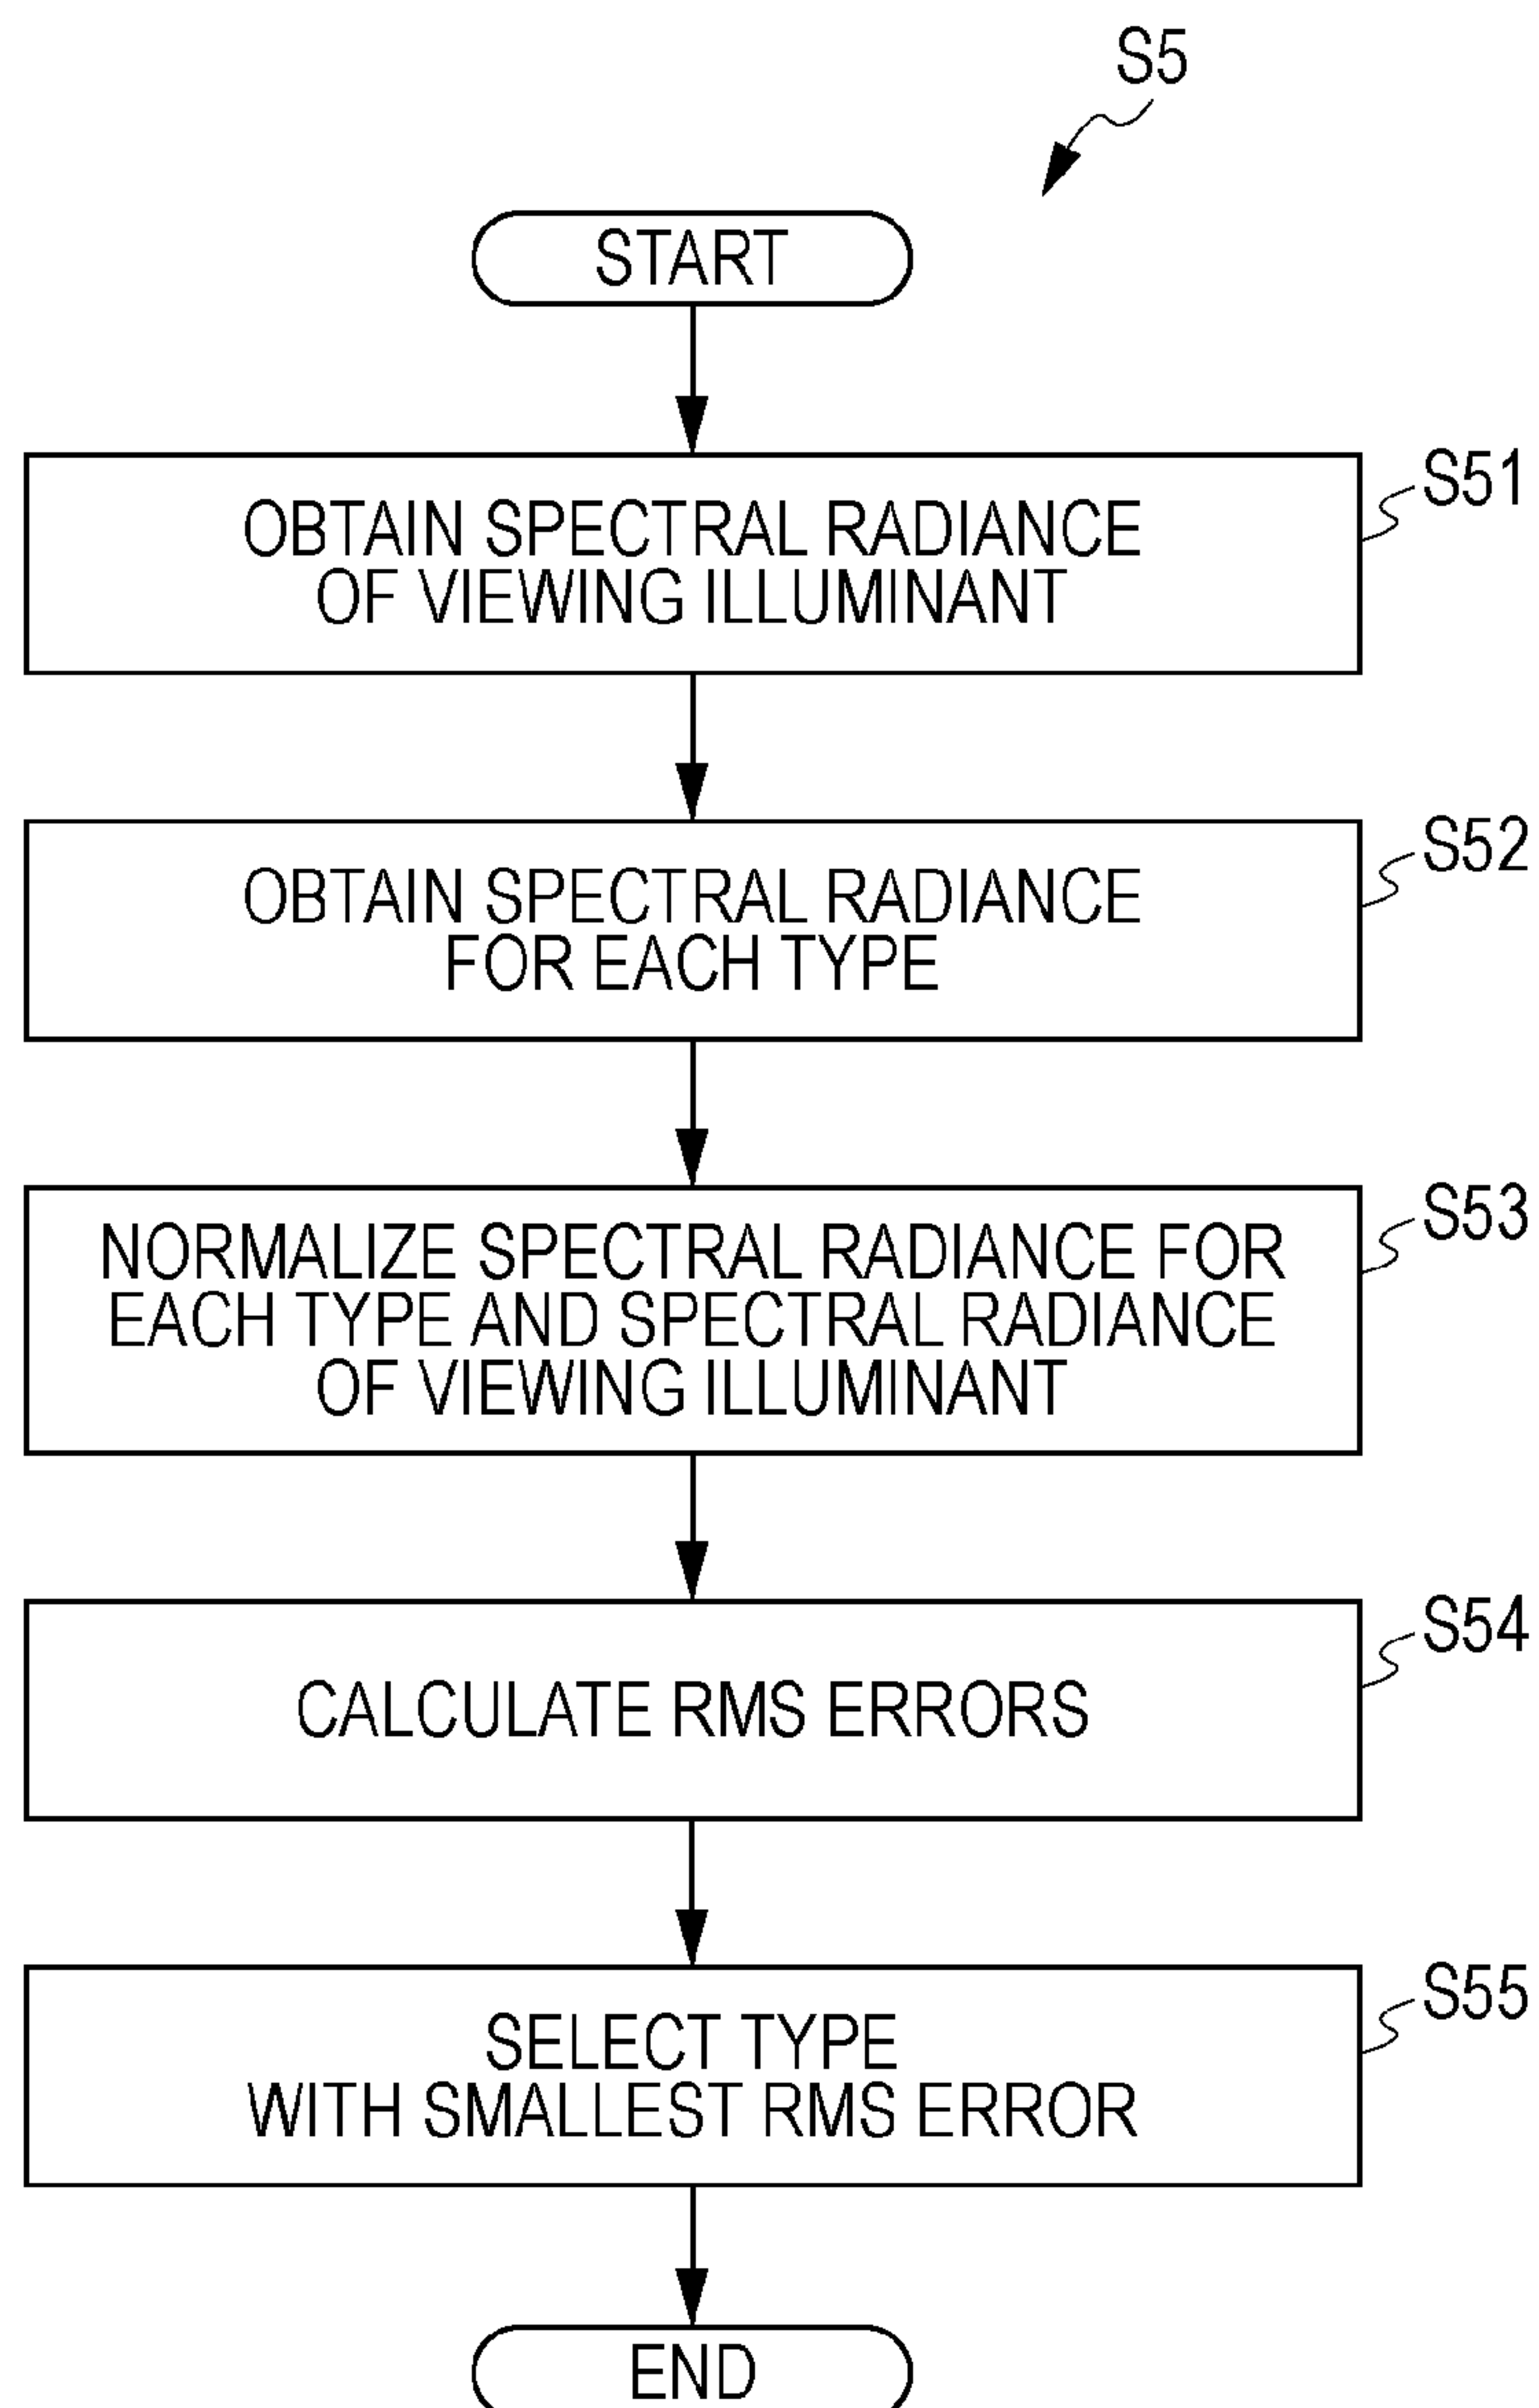 S5
START
S51
OBTAIN SPECTRAL RADIANCE
OF VIEWING ILLUMINANT
S52
OBTAIN SPECTRAL RADIANCE
FOR EACH TYPE
S53
NORMALIZE SPECTRAL RADIANCE FOR
EACH TYPE AND SPECTRAL RADIANCE
OF VIEWING ILLUMINANT
S54
CALCULATE RMS ERRORS
S55
SELECT TYPE
WITH SMALLEST RMS ERROR
END